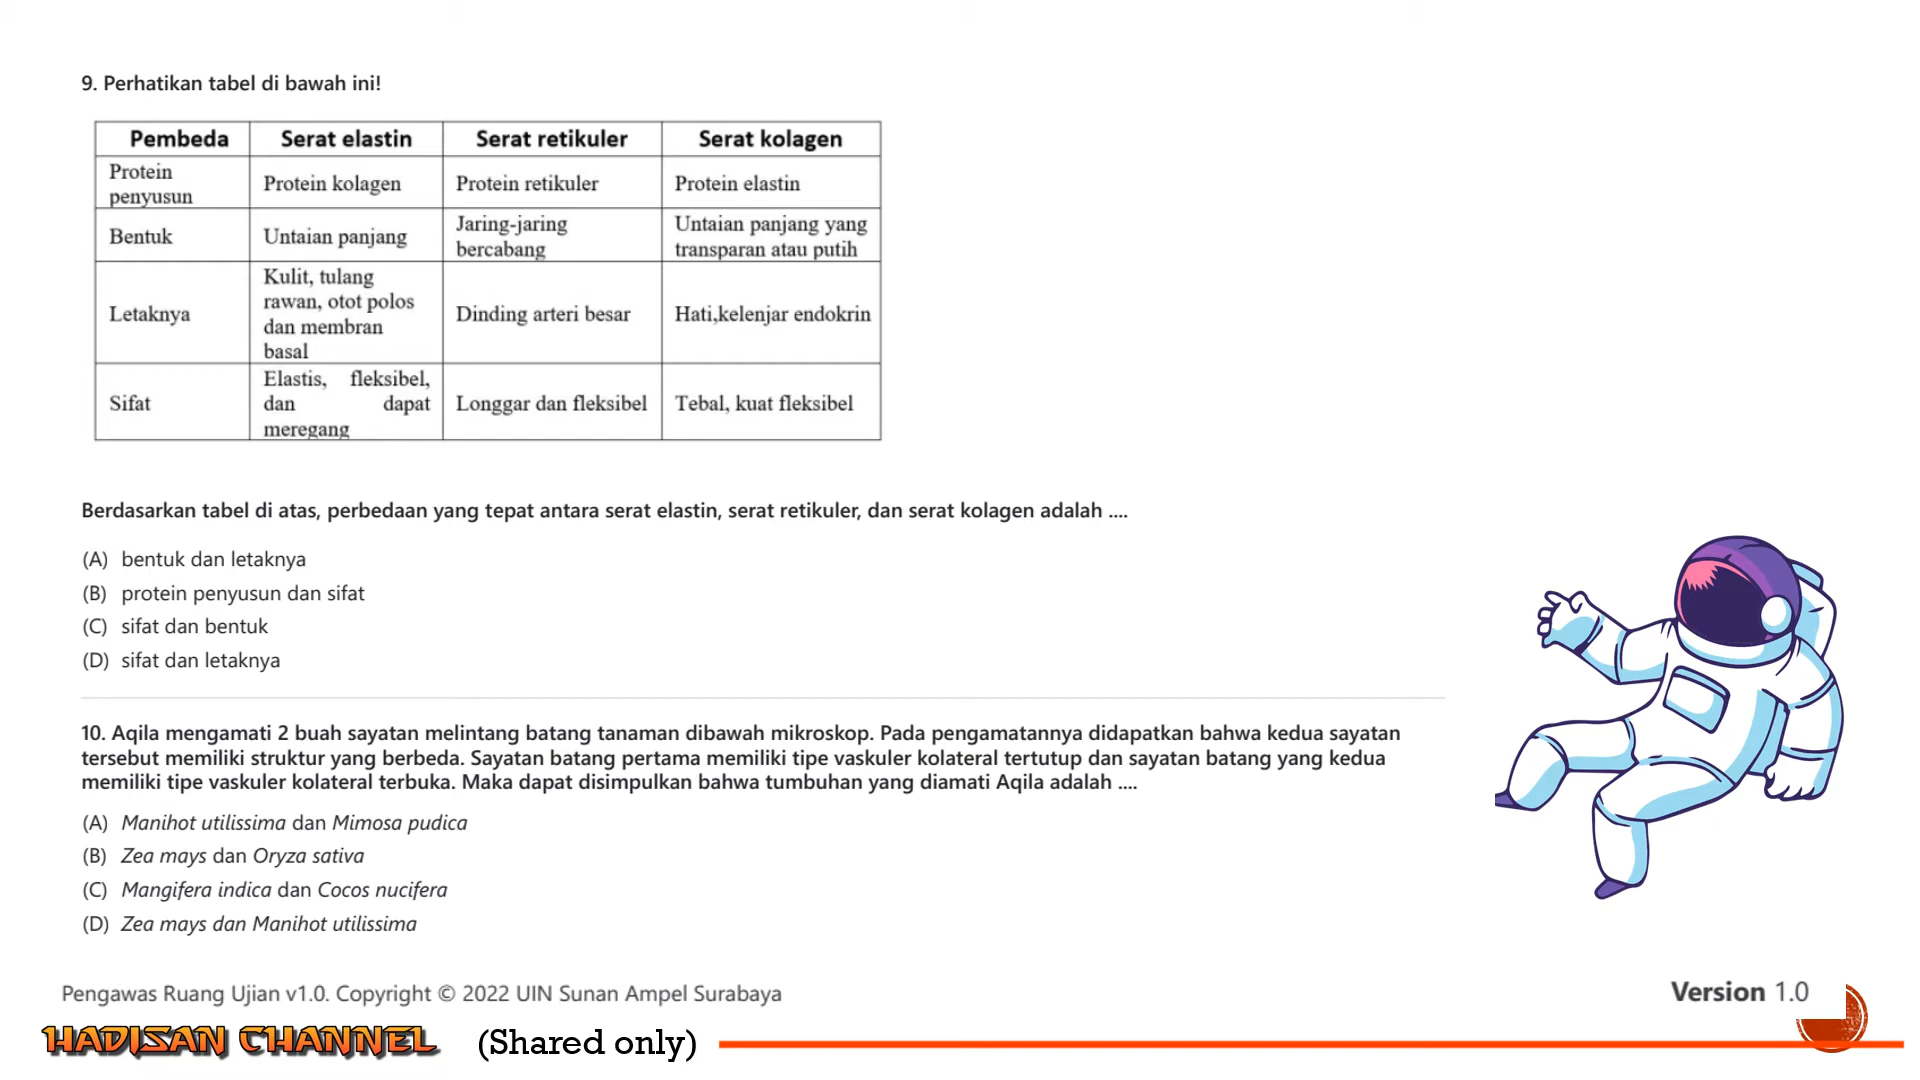 9. Perhatikan tabel di bawah ini!
Pembeda Serat elastin Serat retikuler Serat kolagen
Protein
penyusun
Protein kolagen
Protein retikuler
Protein elastin
Bentuk
Untaian panjang
Jaring-jaring
bercabang
Untaian panjang yang
transparan atau putih
Letaknya
Kulit, tulang
rawan, otot polos
dan membran
basal
Dinding arteri besar
Hati,kelenjar endokrin
Sifat
Elastis, fleksibel,
dan dapat
meregang
Longgar dan fleksibel
Tebal, kuat fleksibel
Berdasarkan tabel di atas, perbedaan yang tepat antara serat elastin, serat retikuler, dan serat kolagen adalah ....
(A) bentuk dan letaknya
(B) protein penyusun dan sifat
(C) sifat dan bentuk
(D) sifat dan letaknya
10. Aqila mengamati 2 buah sayatan melintang batang tanaman dibawah mikroskop. Pada pengamatannya didapatkan bahwa kedua sayatan
tersebut memiliki struktur yang berbeda. Sayatan batang pertama memiliki tipe vaskuler kolateral tertutup dan sayatan batang yang kedua
memiliki tipe vaskuler kolateral terbuka. Maka dapat disimpulkan bahwa tumbuhan yang diamati Aqila adalah ....
(A) Manihot utilissima dan Mimosa pudica
(B) Zea mays dan Oryza sativa
(C) Mangifera indica dan Cocos nucifera
(D) Zea mays dan Manihot utilissima
Pengawas Ruang Ujian v1.0. Copyright © 2022 UIN Sunan Ampel Surabaya
Version 1.0
HADISAN CHANNEL (Shared only)